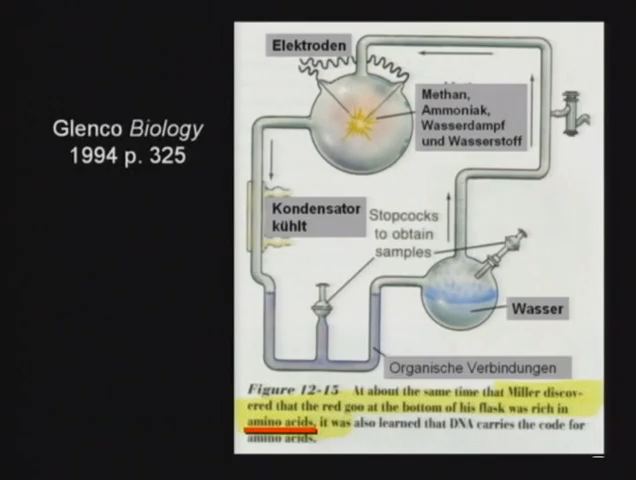 Glenco Biology
1994 p. 325
Elektroden
Methan,
Ammoniak,
Wasserdampf
und Wasserstoff
Kondensator
kühlt
Stopcocks
to obtain
samples
Wasser
Organische Verbindungen
Figure 12-15 At about the same time that Miller discov-
ered that the red goo at the bottom of his flask was rich in
amino acids, it was also learned that DNA carries the code for
amino acids.